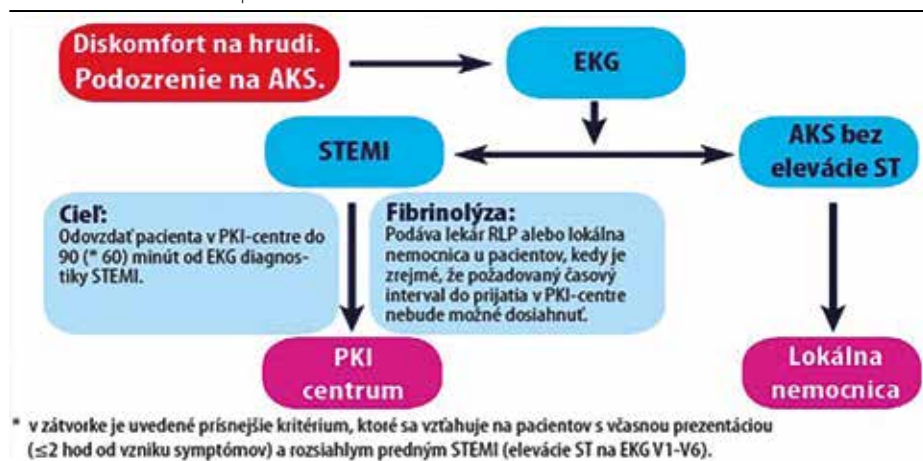 Diskomfort na hrudi.
Podozrenie na AKS.
EKG
STEMI
AKS bez
elevácie ST
Cieľ:
Odovzdať pacienta v PKI-centre do
90 (* 60) minút od EKG diagnos-
tiky STEMI.
Fibrinolýza:
Podáva lekár RLP alebo lokálna
nemocnica u pacientov, kedy je
zrejmé, že požadovaný časový
interval do prijatia v PKI-centre
nebude možné dosiahnuť.
PKI
centrum
Lokálna
nemocnica
* v zátvorke je uvedené prísnejšie kritérium, ktoré sa vzťahuje na pacientov s včasnou prezentáciou
(≤2 hod od vzniku symptómov) a rozsiahlym predným STEMI (elevácie ST na EKG V1-V6).